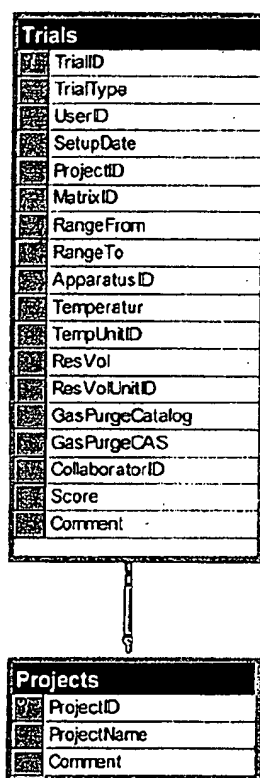 Trials
TrialID
TrialType
UserID
SetupDate
ProjectID
MatrixID
RangeFrom
RangeTo
ApparatusID
Temperatur
TempUnitID
ResVol
ResVolUnitID
GasPurgeCatalog
GasPurgeCAS
CollaboratorID
Score
Comment
Projects
ProjectID
ProjectName
Comment